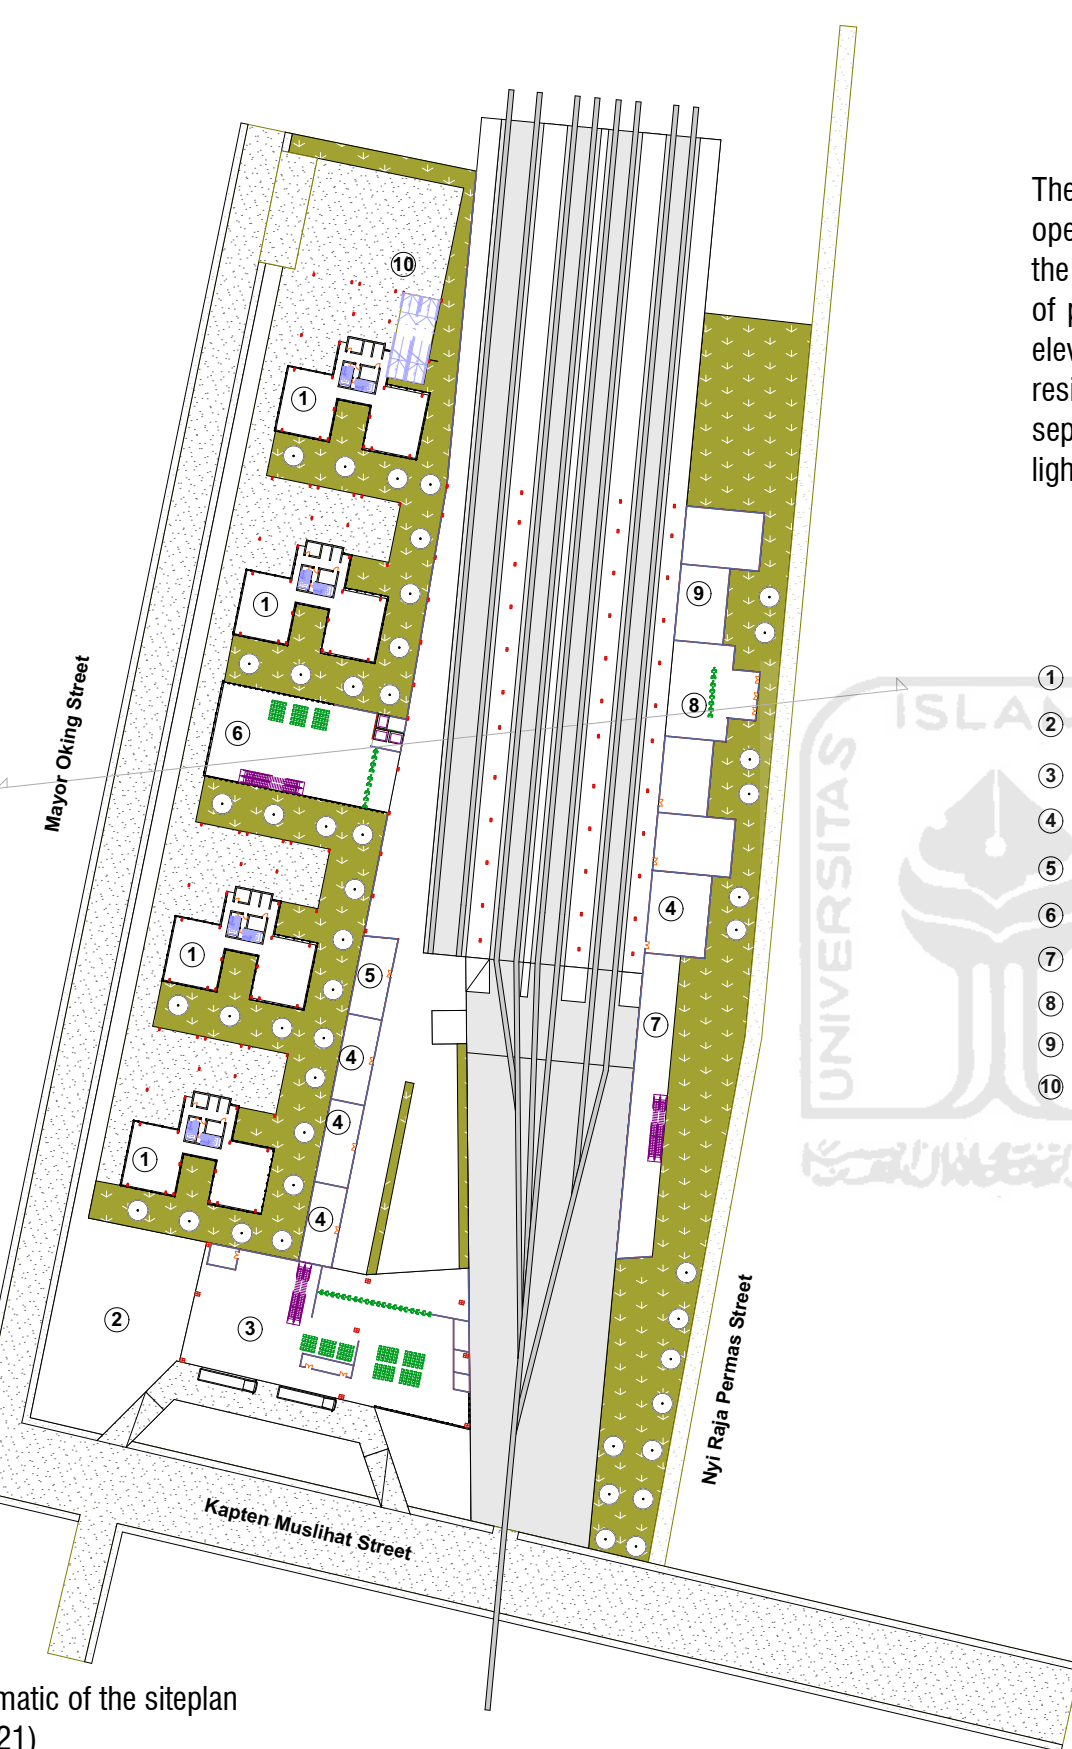 The
ope
the
of p
elev
resi
sep
ligh
10
1
1
9
8
6
4
1
5
7
4
4
1
4
2
3
Mayor Oking Street
Nyi Raja Permas Street
Kapten Muslihat Street
1
2
3
4
5
6
7
8
9
10
ISLAM
UNIVERSITAS
matic of the siteplan
21)